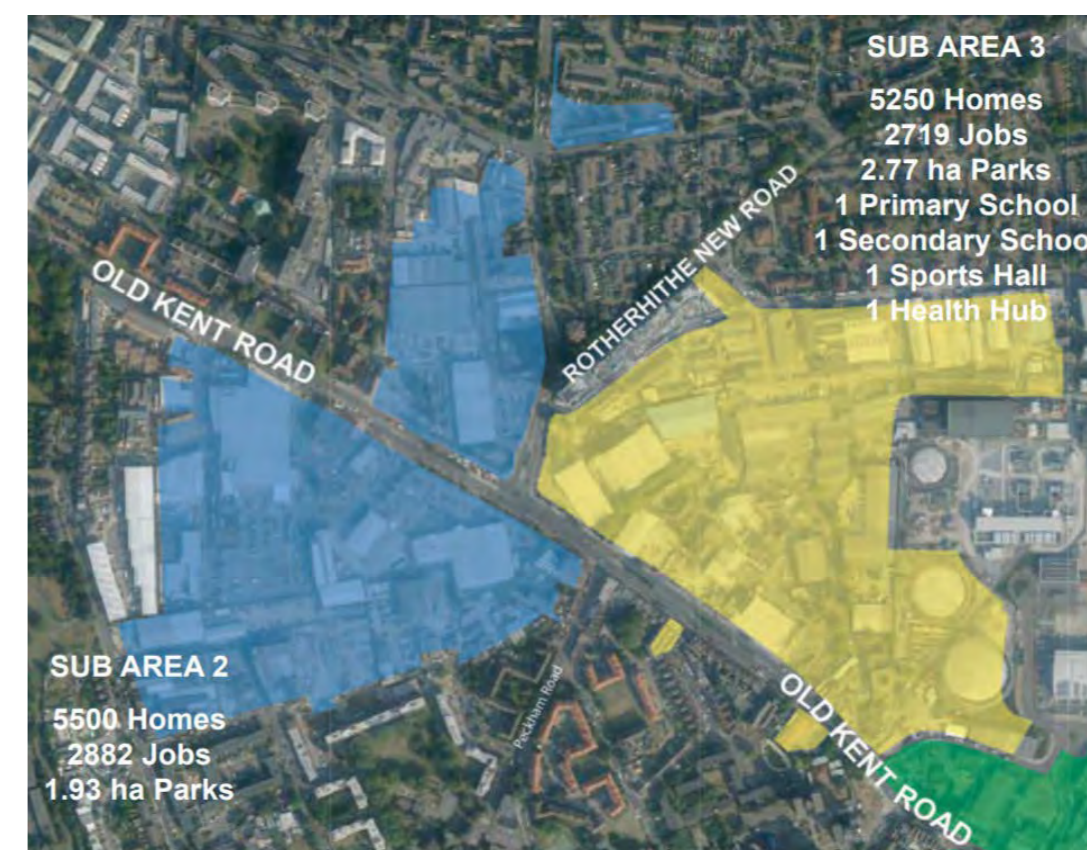 SUB AREA 3
5250 Homes
2719 Jobs
2.77 ha Parks
1 Primary School
1 Secondary Schoo
1 Sports Hall
1 Health Hub
ROTHERHITHE NEW ROAD
OLD KENT ROAD
SUB AREA 2
5500 Homes
2882 Jobs
1.93 ha Parks
Peckham Road
OLD KENT ROAD